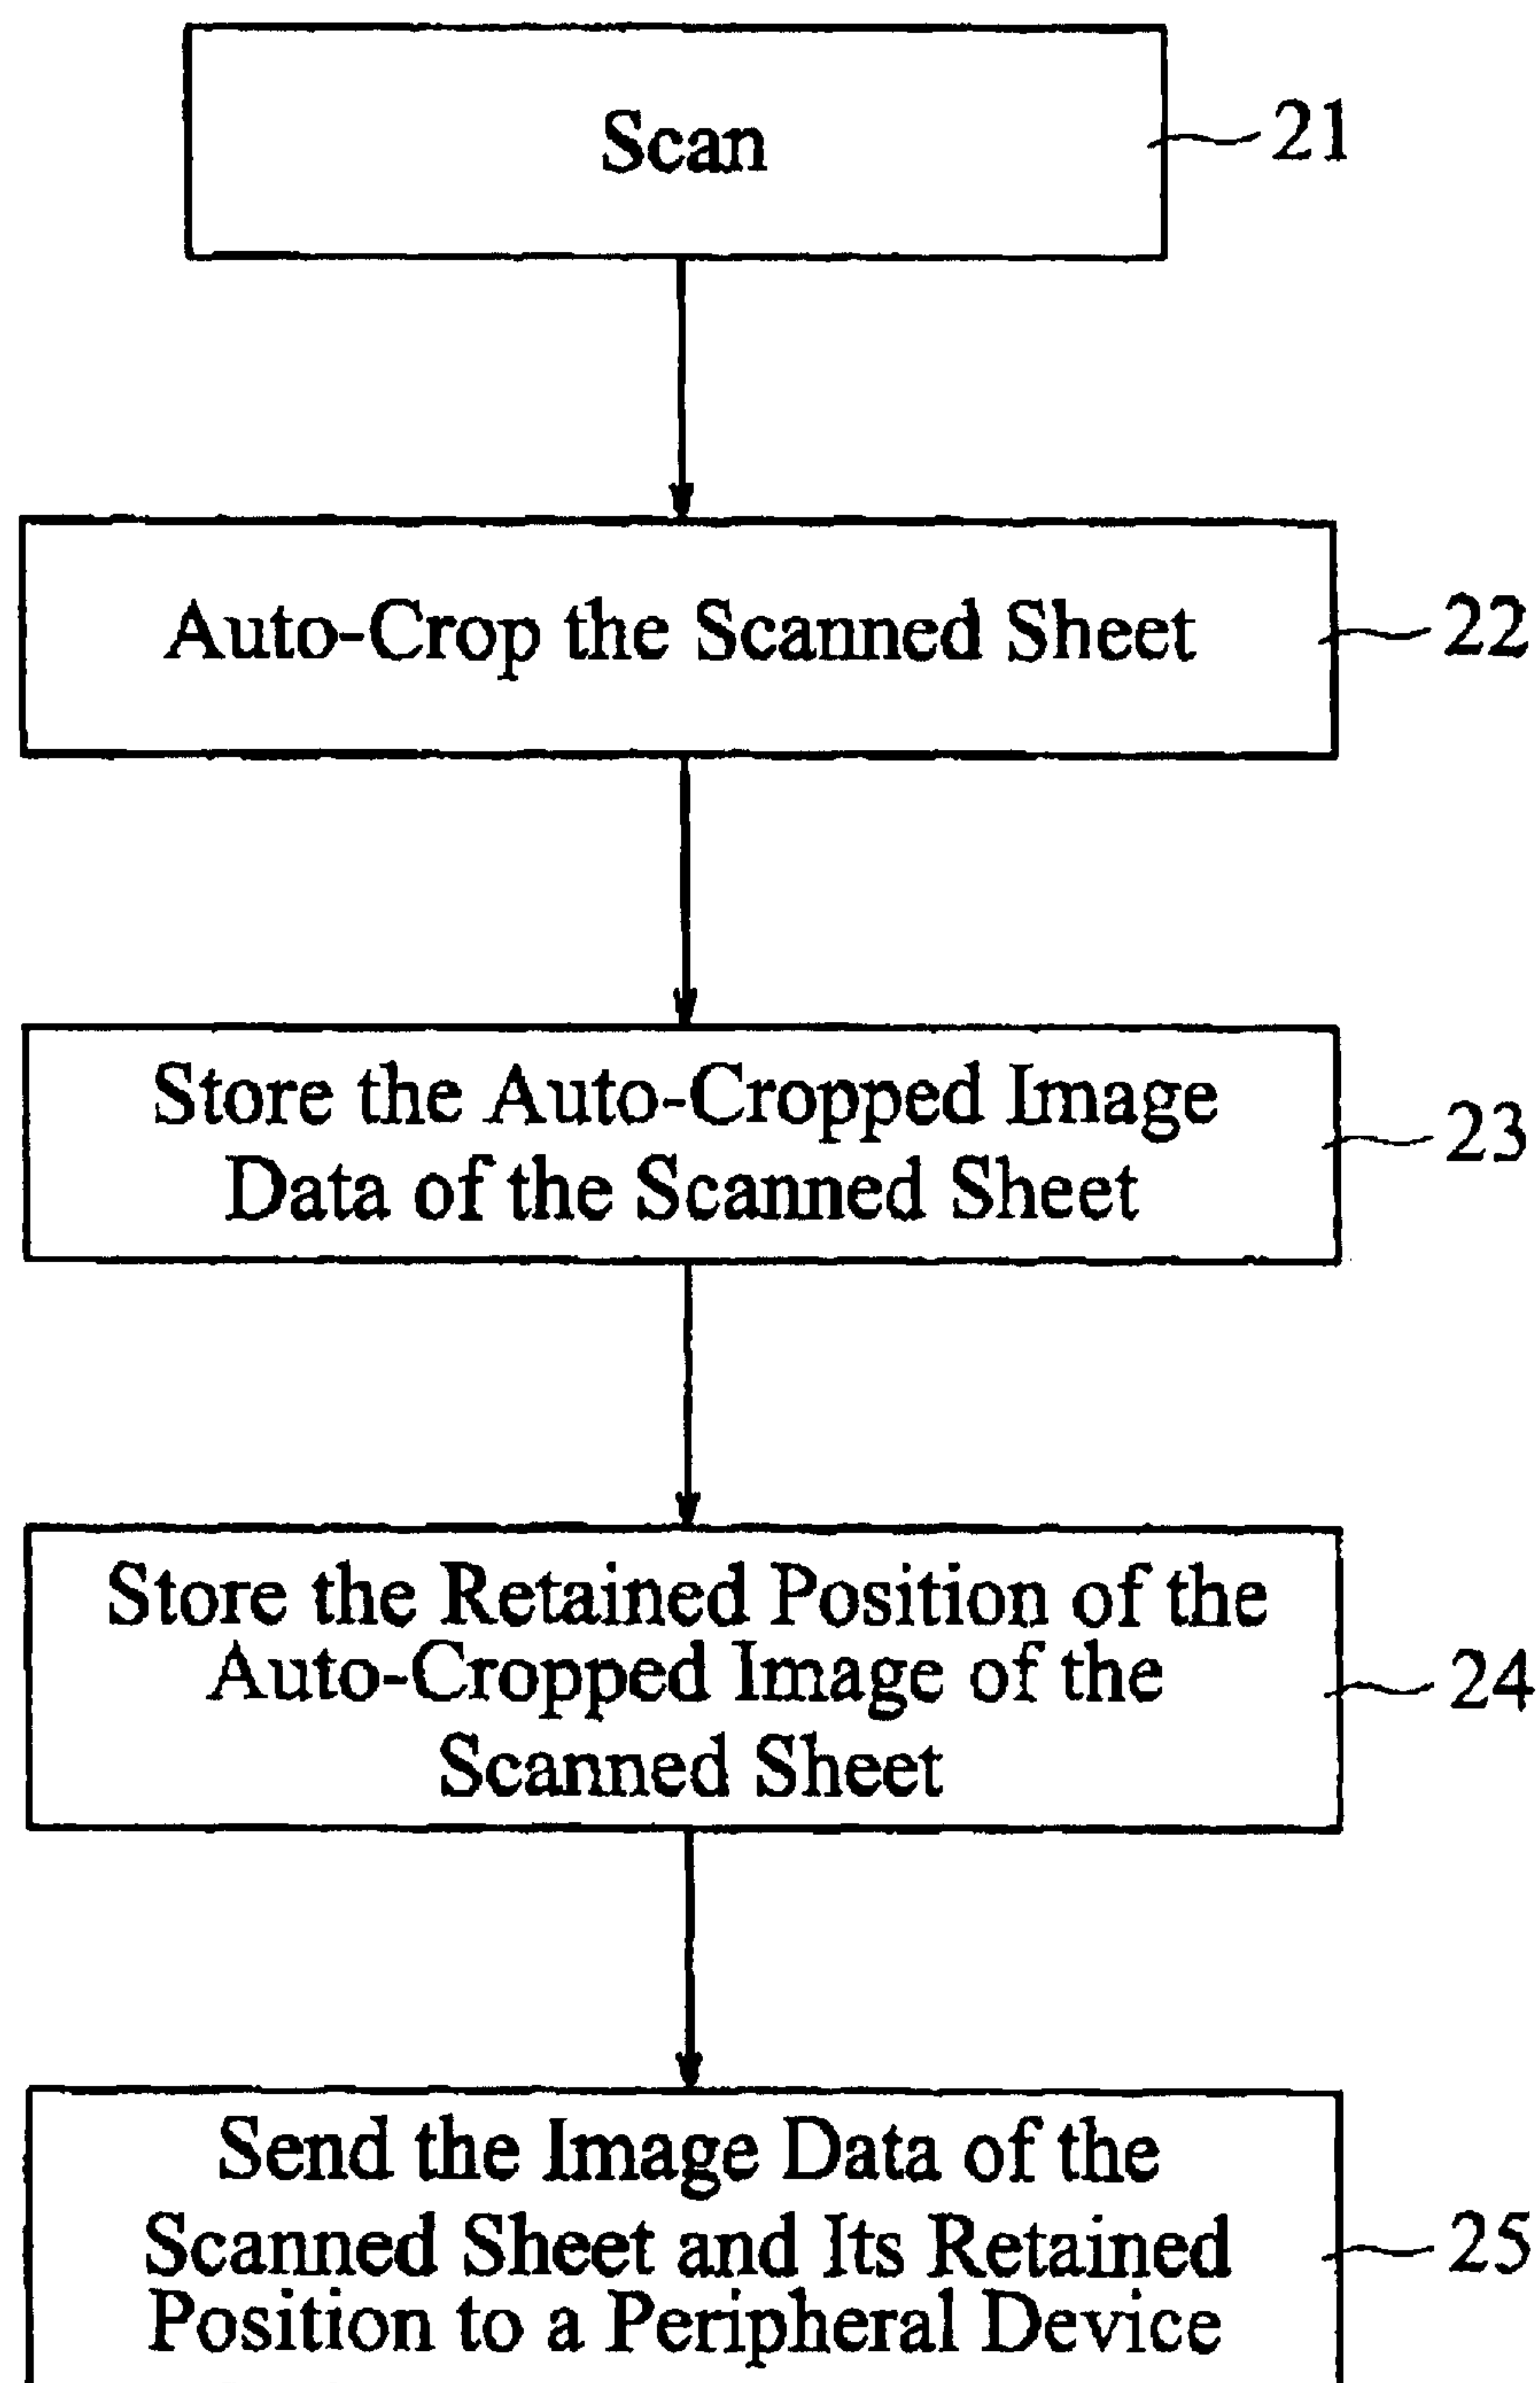 Scan
21
Auto-Crop the Scanned Sheet
22
Store the Auto-Cropped Image
Data of the Scanned Sheet
23
Store the Retained Position of the
Auto-Cropped Image of the
Scanned Sheet
24
Send the Image Data of the
Scanned Sheet and Its Retained
Position to a Peripheral Device
25